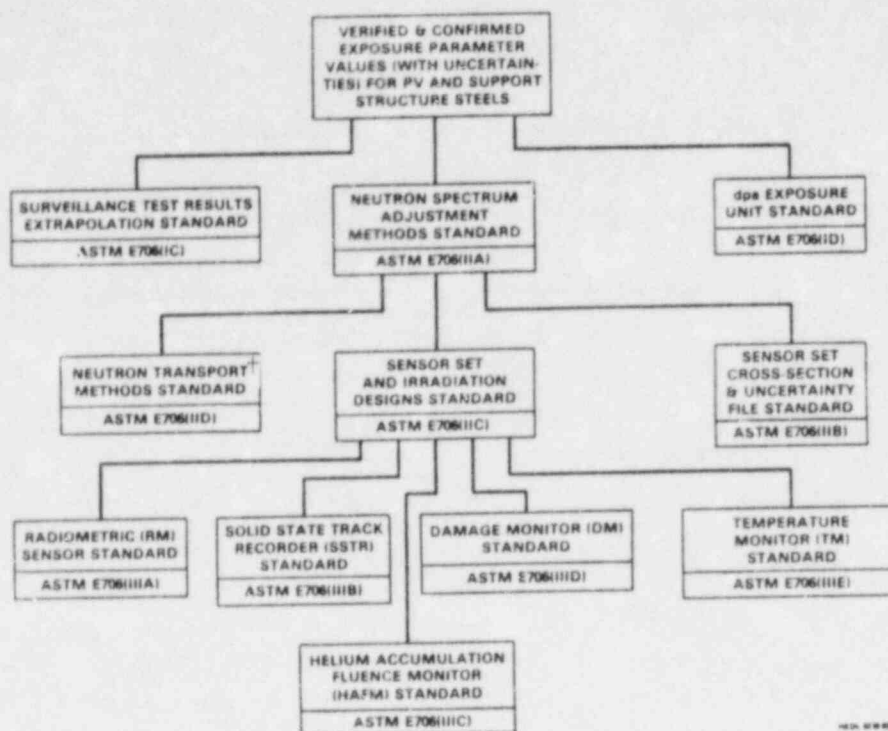 VERIFIED & CONFIRMED
EXPOSURE PARAMETER
VALUES (WITH UNCERTAIN-
TIES) FOR PV AND SUPPORT
STRUCTURE STEELS
SURVEILLANCE TEST RESULTS
EXTRAPOLATION STANDARD
ASTM E706(IC)
NEUTRON SPECTRUM
ADJUSTMENT
METHODS STANDARD
ASTM E706(IIA)
dpa EXPOSURE
UNIT STANDARD
ASTM E706(ID)
NEUTRON TRANSPORT†
METHODS STANDARD
ASTM E706(IID)
SENSOR SET
AND IRRADIATION
DESIGNS STANDARD
ASTM E706(IIC)
SENSOR SET
CROSS-SECTION
& UNCERTAINTY
FILE STANDARD
ASTM E706(IIB)
RADIOMETRIC (RM)
SENSOR STANDARD
ASTM E706(IIIA)
SOLID STATE TRACK
RECORDER (SSTR)
STANDARD
ASTM E706(IIIB)
DAMAGE MONITOR (DM)
STANDARD
ASTM E706(IIID)
TEMPERATURE
MONITOR (TM)
STANDARD
ASTM E706(IIIE)
HELIUM ACCUMULATION
FLUENCE MONITOR
(HAFM) STANDARD
ASTM E706(IIIC)